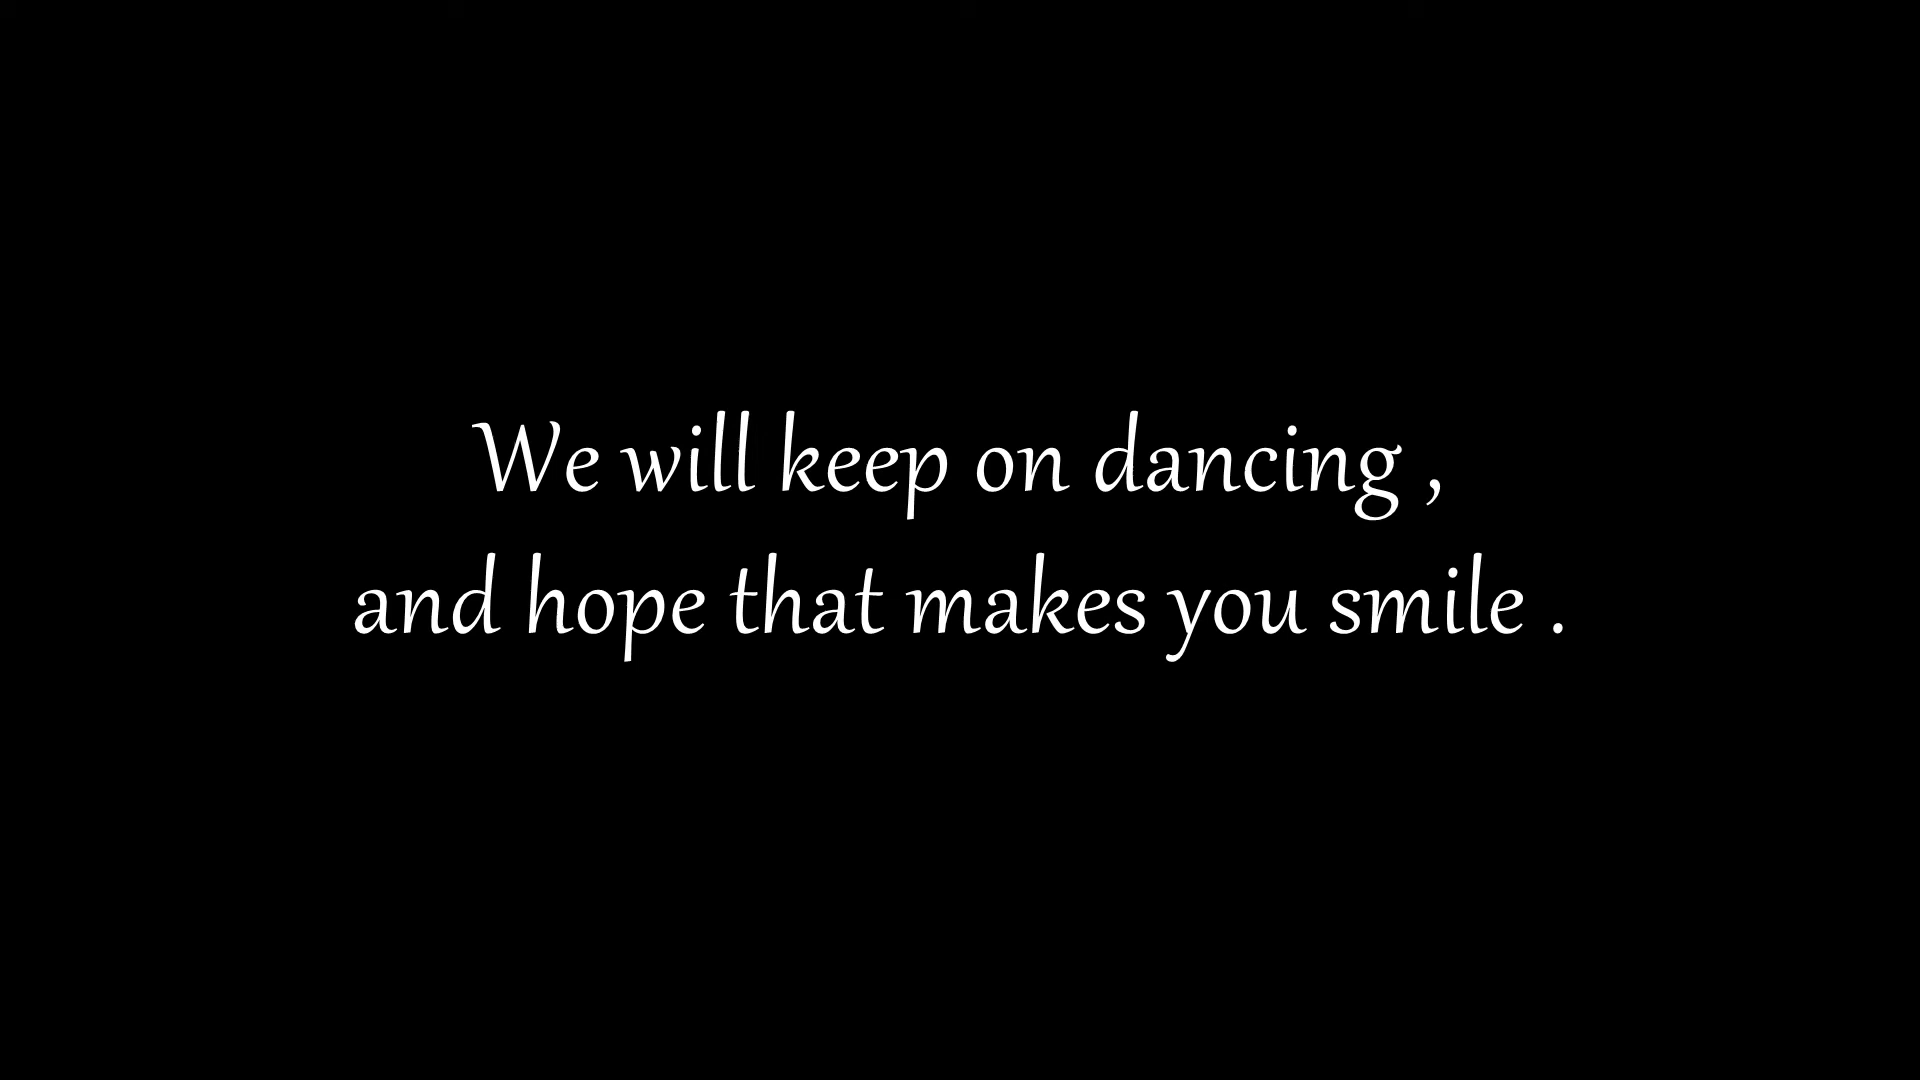 We will keep on dancing ,
and hope that makes you smile .